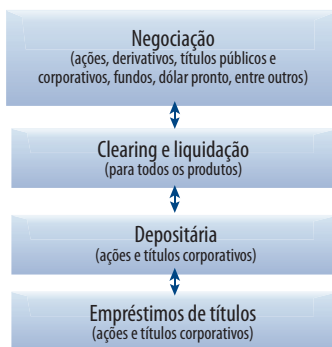 Negociação
(ações, derivativos, títulos públicos e
corporativos, fundos, dólar pronto, entre outros)
Clearing e liquidação
(para todos os produtos)
Depositária
(ações e títulos corporativos)
Empréstimos de títulos
(ações e títulos corporativos)